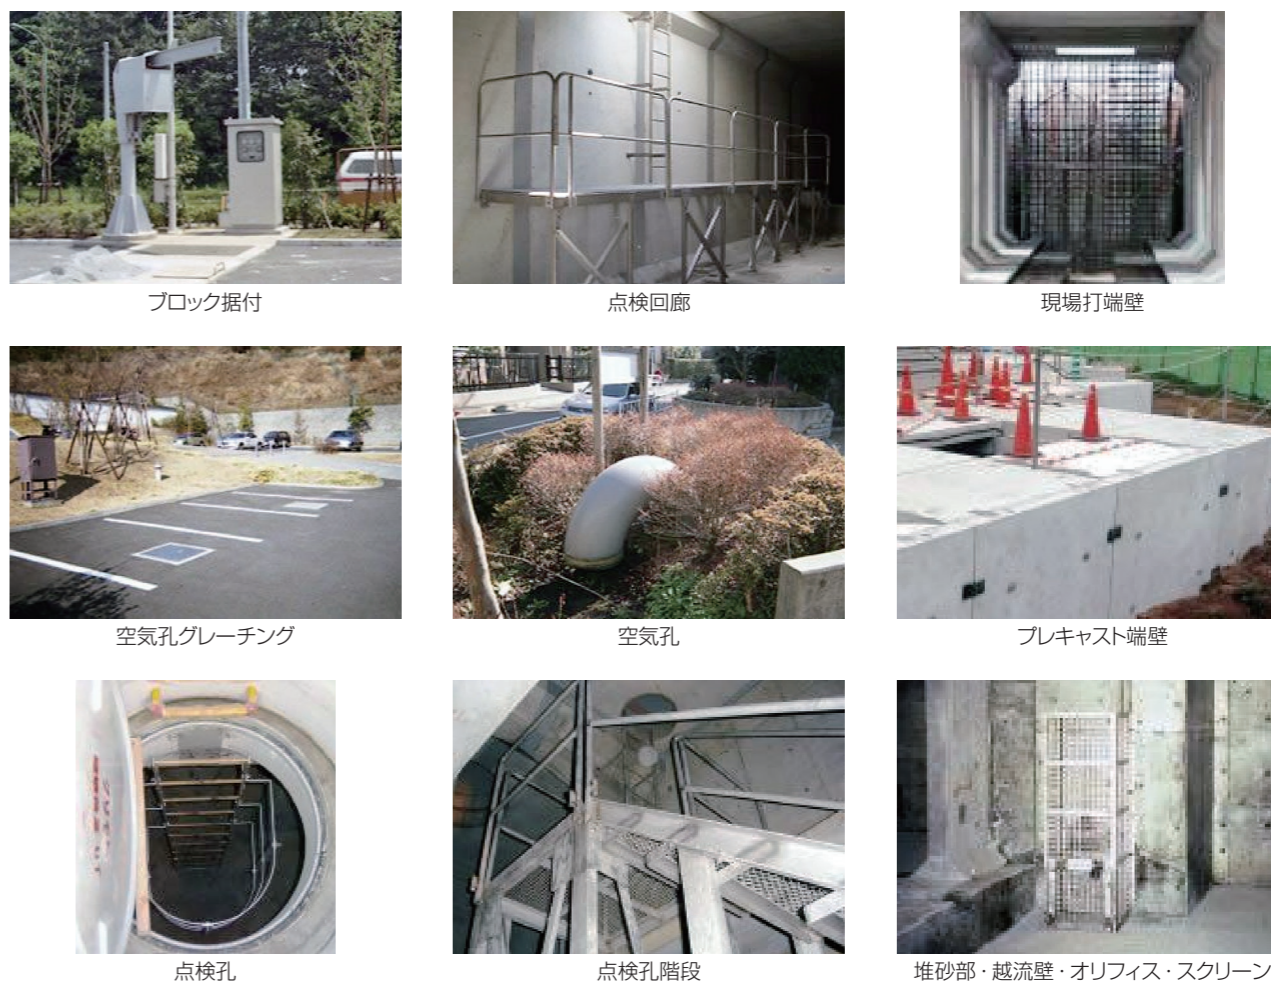 ブロック据付
点検回廊
現場打端壁
空気孔グレーチング
空気孔
プレキャスト端壁
点検孔
点検孔階段
堆砂部・越流壁・オリフィス・スクリーン